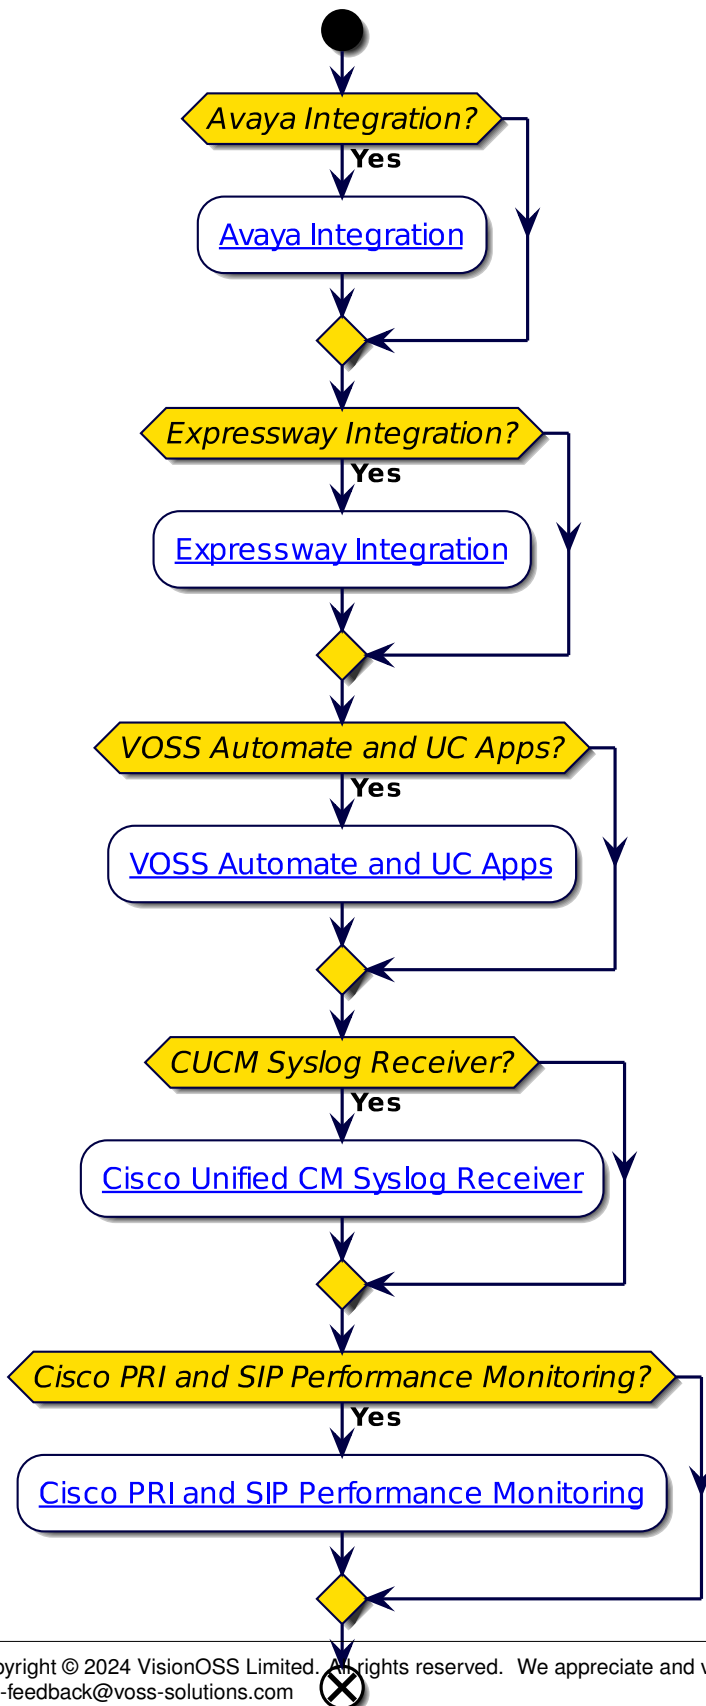 Avaya Integration?
Yes
Avaya Integration
Expressway Integration?
Yes
Expressway Integration
VOSS Automate and UC Apps?
Yes
VOSS Automate and UC Apps
CUCM Syslog Receiver?
Yes
Cisco Unified CM Syslog Receiver
Cisco PRI and SIP Performance Monitoring?
Yes
Cisco PRI and SIP Performance Monitoring
pyright © 2024 VisionOSS Limited. All rights reserved. We appreciate and v
-feedback@voss-solutions.com